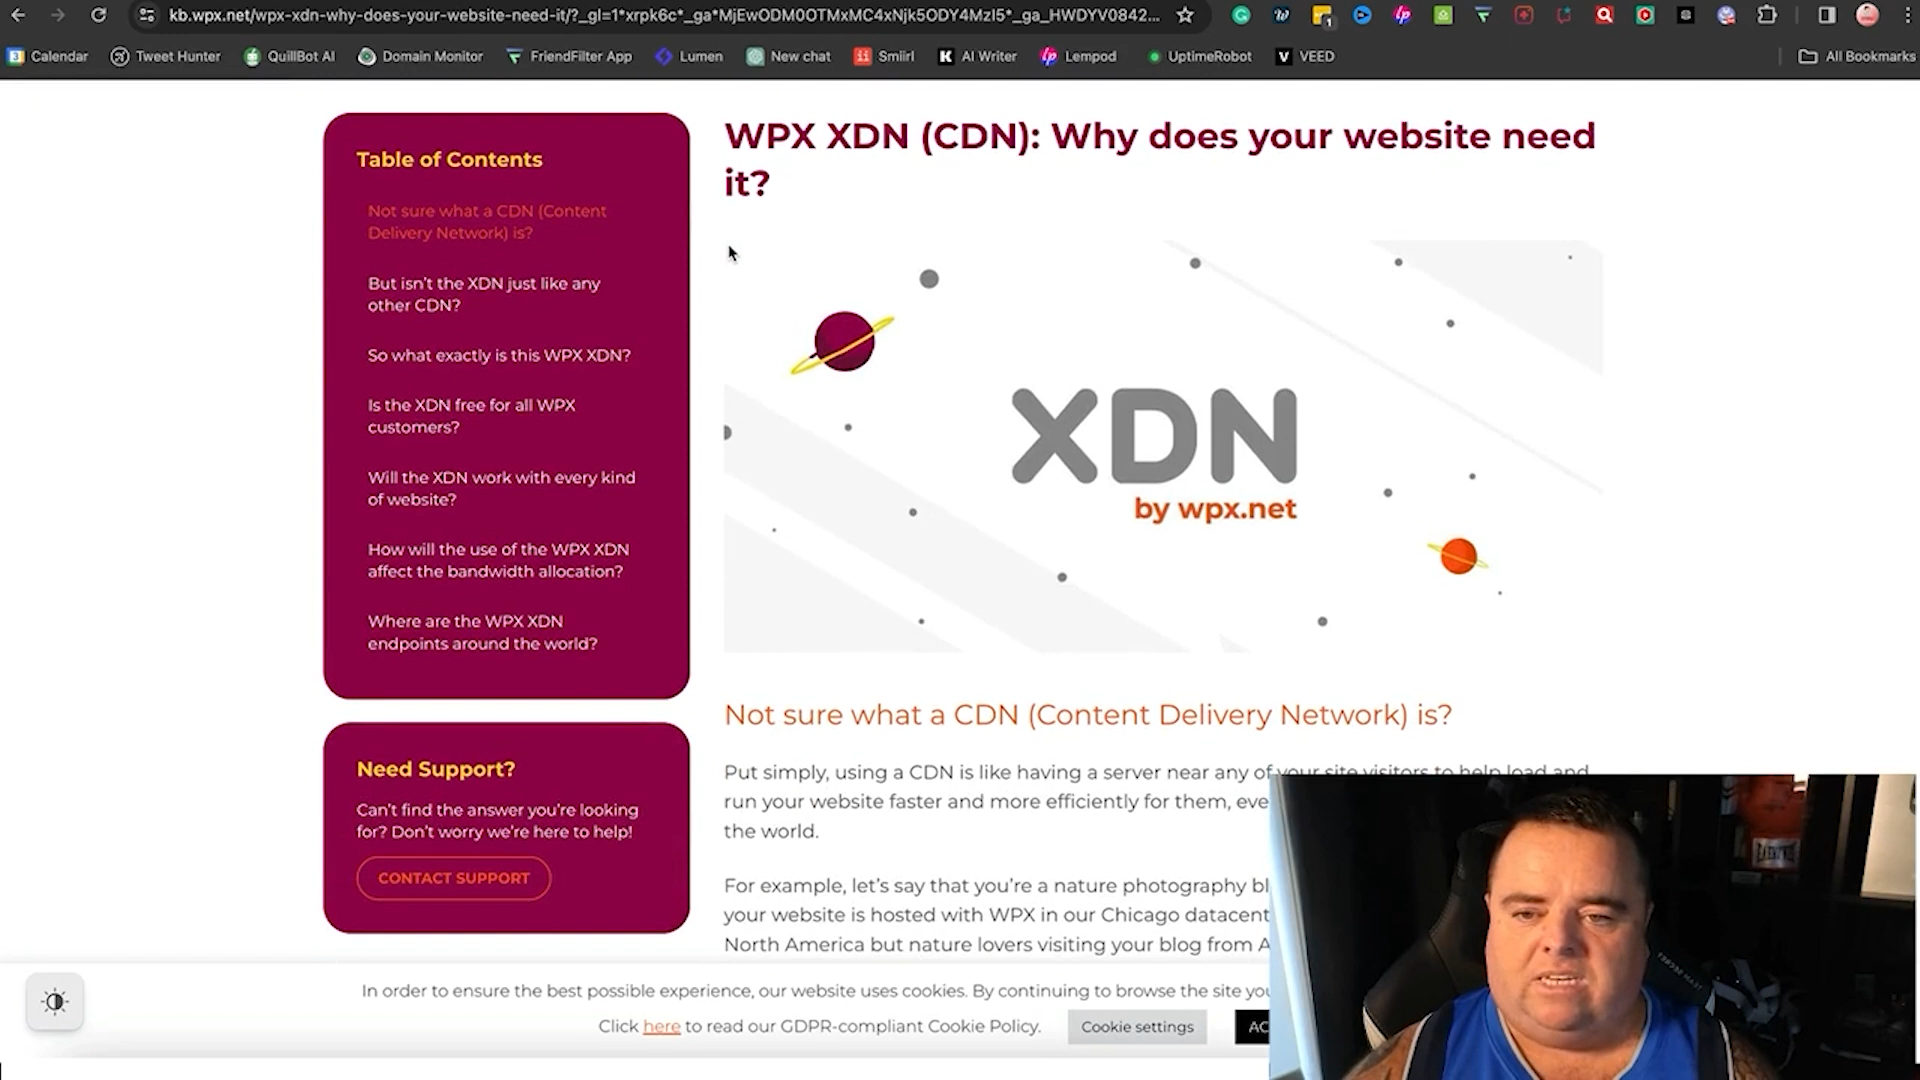 kb.wpx.net/wpx-xdn-why-does-your-website-need-it/?_gl=1*xrpk6c*_ga*MjEwODM0OTMxMC4xNjk5ODY4MzI5*_ga_HWDYV0842...
Calendar Tweet Hunter QuillBot AI Domain Monitor FriendFilter App Lumen New chat Smiirl AI Writer Lempod UptimeRobot VEED All Bookmarks
Table of Contents
Not sure what a CDN (Content
Delivery Network) is?
But isn't the XDN just like any
other CDN?
So what exactly is this WPX XDN?
Is the XDN free for all WPX
customers?
Will the XDN work with every kind
of website?
How will the use of the WPX XDN
affect the bandwidth allocation?
Where are the WPX XDN
endpoints around the world?
Need Support?
Can't find the answer you're looking
for? Don't worry we're here to help!
CONTACT SUPPORT
WPX XDN (CDN): Why does your website need
it?
XDN
by wpx.net
Not sure what a CDN (Content Delivery Network) is?
Put simply, using a CDN is like having a server near any of your site visitors to help load and
run your website faster and more efficiently for them, eve
the world.
For example, let's say that you're a nature photography bl
your website is hosted with WPX in our Chicago datacent
North America but nature lovers visiting your blog from A
In order to ensure the best possible experience, our website uses cookies. By continuing to browse the site you
Click here to read our GDPR-compliant Cookie Policy. Cookie settings AC